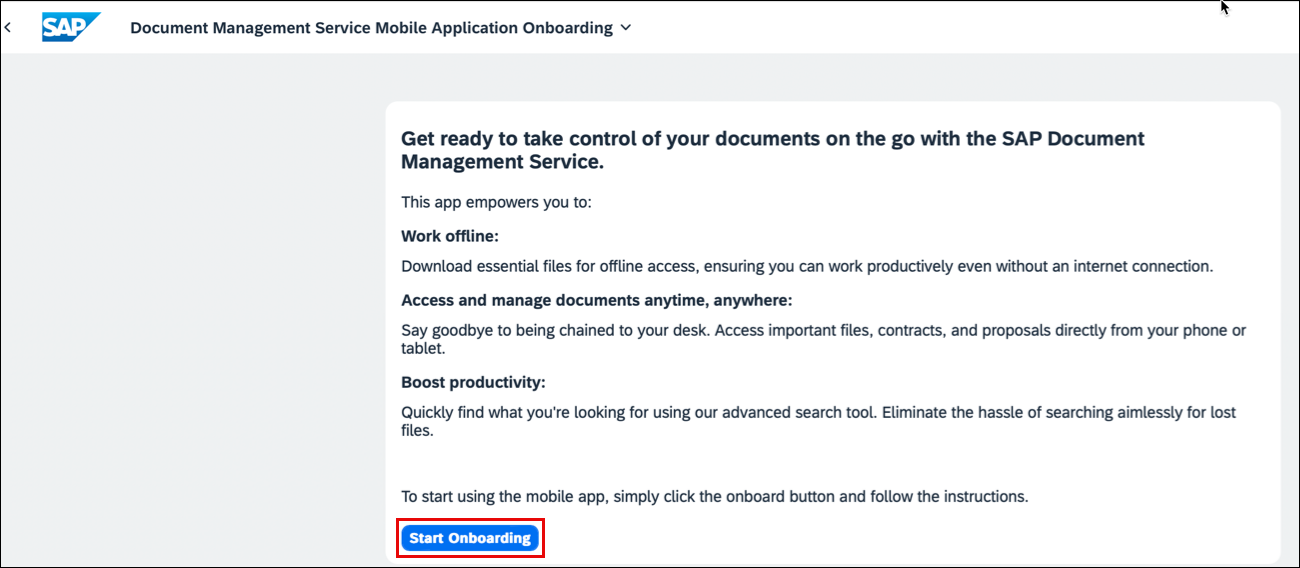 SAP
Document Management Service Mobile Application Onboarding
Get ready to take control of your documents on the go with the SAP Document
Management Service.
This app empowers you to:
Work offline:
Download essential files for offline access, ensuring you can work productively even without an internet connection.
Access and manage documents anytime, anywhere:
Say goodbye to being chained to your desk. Access important files, contracts, and proposals directly from your phone or
tablet.
Boost productivity:
Quickly find what you're looking for using our advanced search tool. Eliminate the hassle of searching aimlessly for lost
files.
To start using the mobile app, simply click the onboard button and follow the instructions.
Start Onboarding